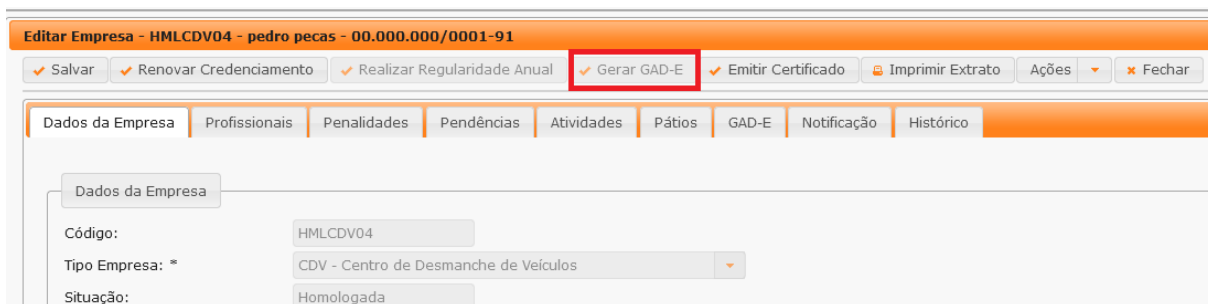 Editar Empresa - HMLCDV04 - pedro pecas - 00.000.000/0001-91
Salvar Renovar Credenciamento Realizar Regularidade Anual Gerar GAD-E Emitir Certificado Imprimir Extrato Ações Fechar
Dados da Empresa Profissionais Penalidades Pendências Atividades Pátios GAD-E Notificação Histórico
Dados da Empresa
Código: HMLCDV04
Tipo Empresa: * CDV - Centro de Desmanche de Veículos
Situação: Homologada